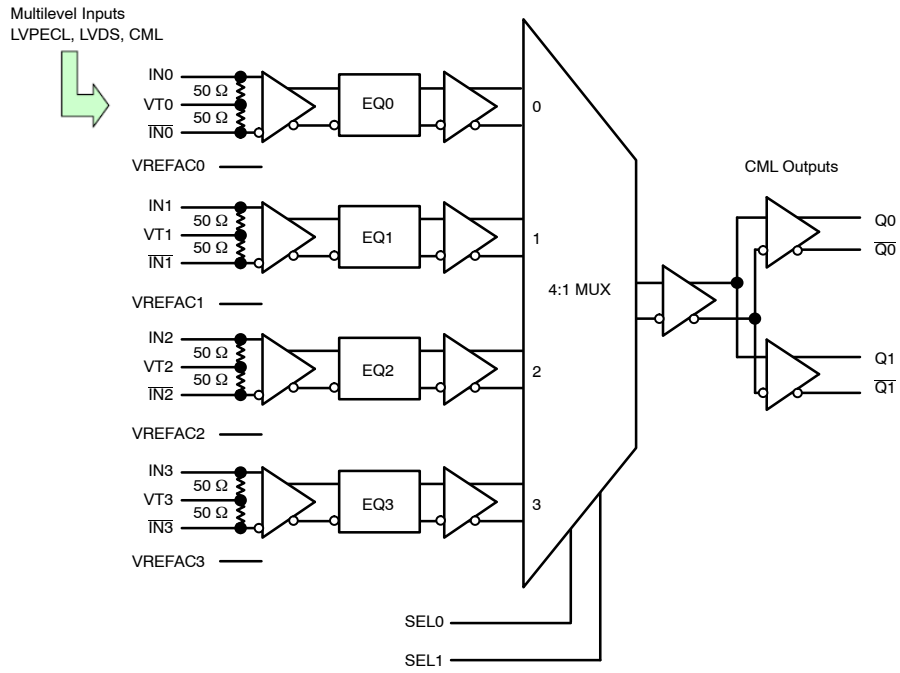 Multilevel Inputs
LVPECL, LVDS, CML
IN0
50 Ω
VT0
50 Ω
IN0
EQ0
0
VREFAC0
CML Outputs
IN1
50 Ω
VT1
50 Ω
IN1
EQ1
1
Q0
Q0
4:1 MUX
VREFAC1
IN2
50 Ω
VT2
50 Ω
IN2
EQ2
2
Q1
Q1
VREFAC2
IN3
50 Ω
VT3
50 Ω
IN3
EQ3
3
VREFAC3
SEL0
SEL1